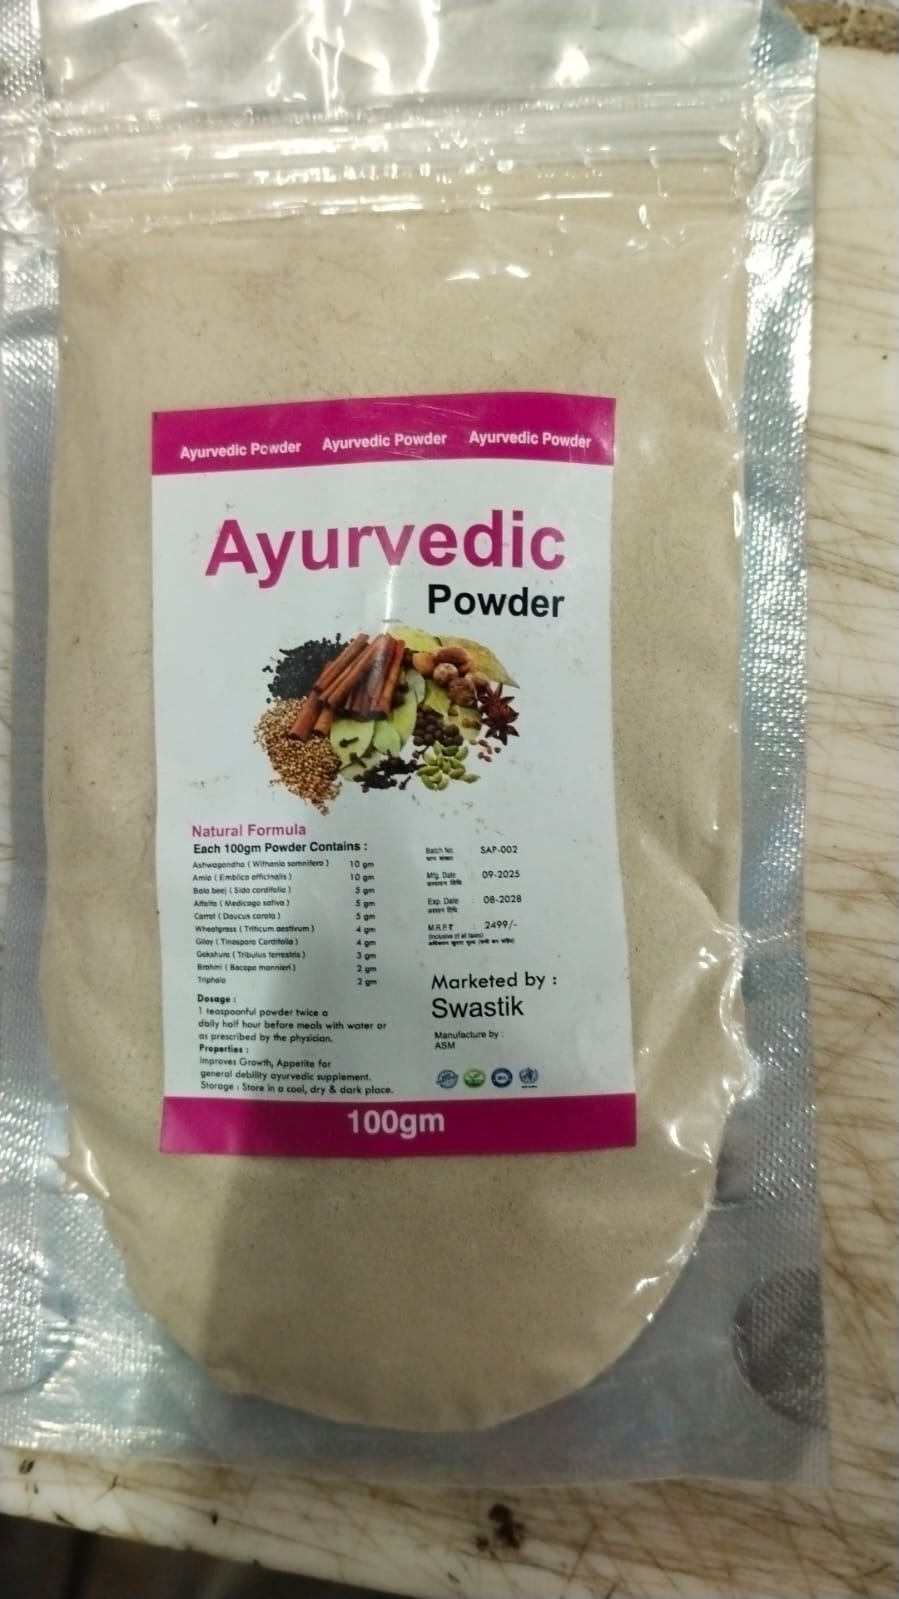 Ayurvedic Powder Ayurvedic Powder Ayurvedic Powder
Ayurvedic
Powder
Natural Formula
Each 100gm Powder Contains :
Ashwagandha ( Withania somnifera ) 10 gm
Amla ( Emblica officinalis ) 10 gm
Bala beej ( Sida cordifolia ) 5 gm
Alfalfa ( Medicago sativa ) 5 gm
Carrot ( Daucus carota ) 5 gm
Wheatgrass ( Triticum aestivum ) 4 gm
Giloy ( Tinospora Cordifolia ) 4 gm
Gokshura ( Tribulus terrestris ) 3 gm
Brahmi ( Bacopa monnieri ) 2 gm
Triphala 2 gm
Dosage :
1 teaspoonful powder twice a
daily half hour before meals with water or
as prescribed by the physician.
Properties :
Improves Growth, Appetite for
general debility ayurvedic supplement.
Storage : Store in a cool, dry & dark place.
Batch No. SAP-002
Mfg. Date : 09-2025
Exp. Date : 08-2028
M.R.P.₹ : 2499/-
(Inclusive of all taxes)
Marketed by :
Swastik
Manufacture by :
ASM
100gm